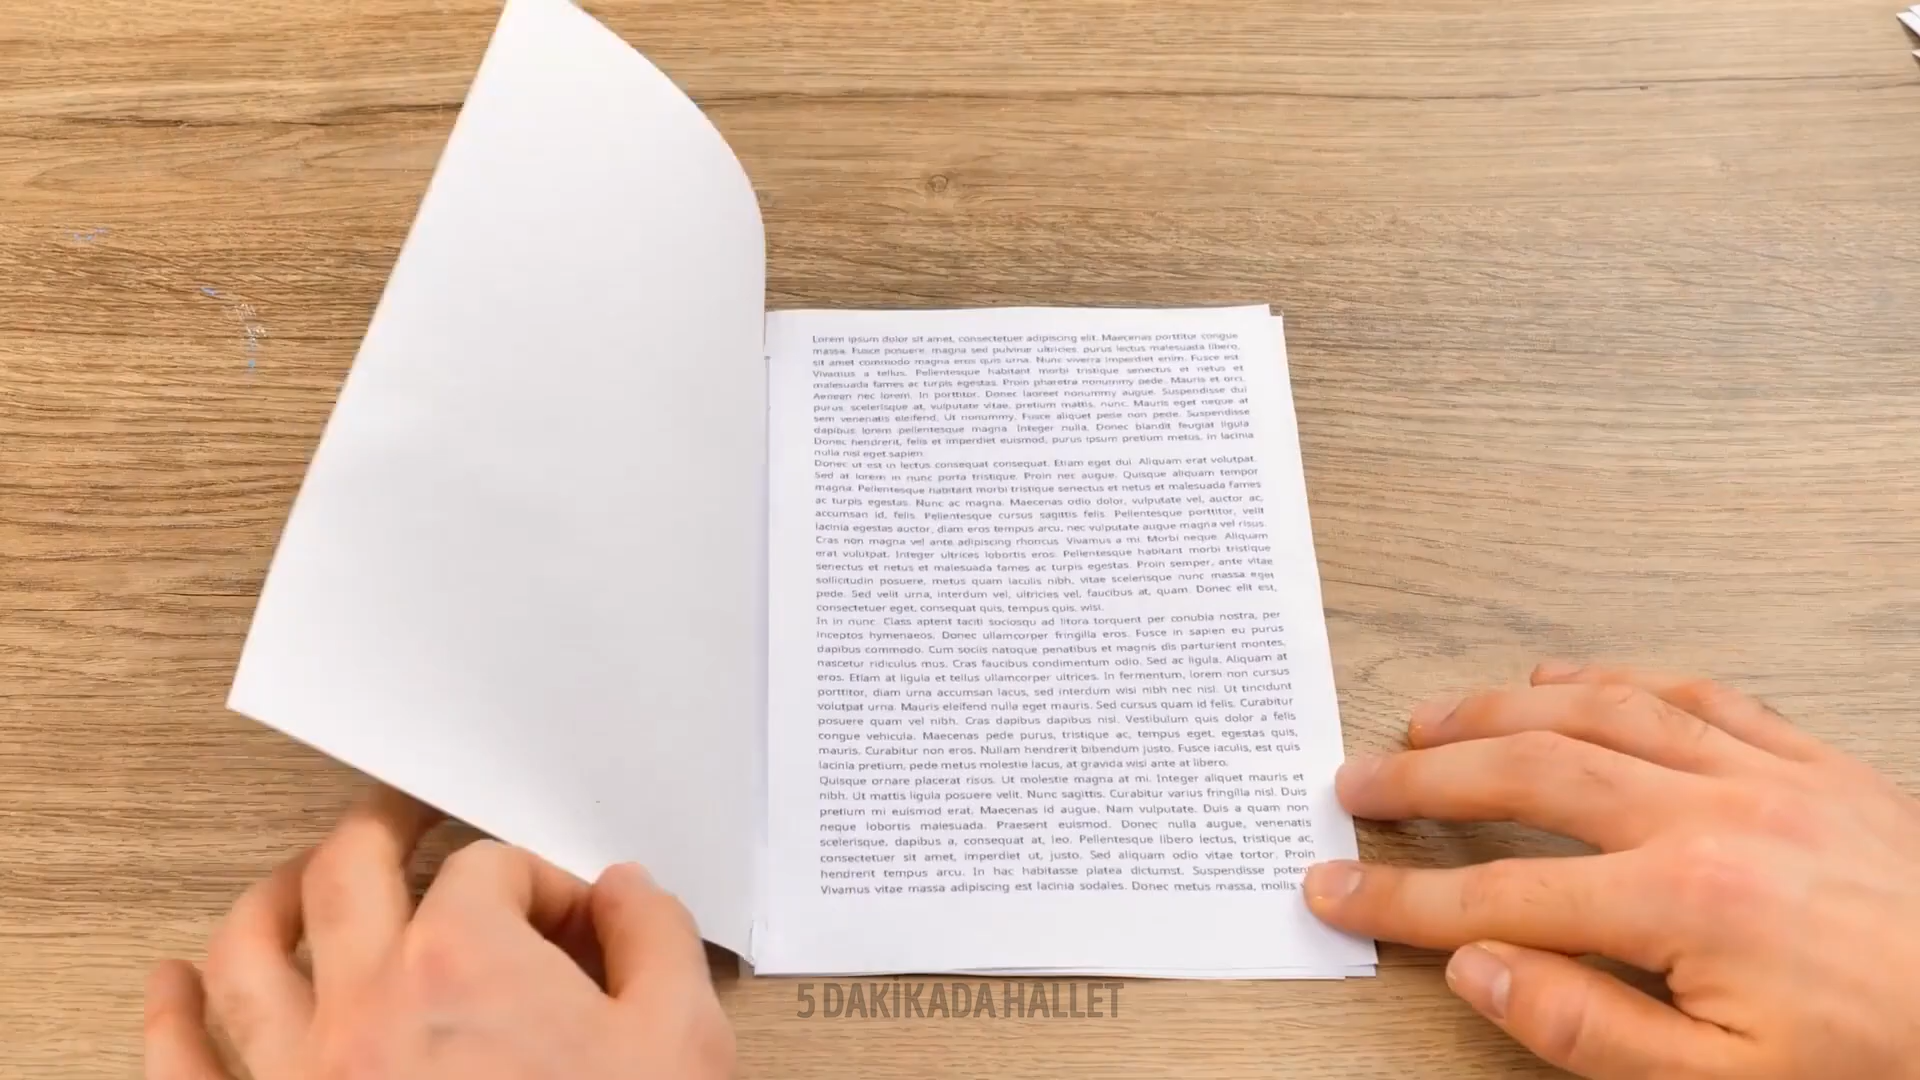 Lorem ipsum dolor sit amet, consectetuer adipiscing elit. Maecenas porttitor congue
massa. Fusce posuere, magna sed pulvinar ultricies, purus lectus malesuada libero,
sit amet commodo magna eros quis urna. Nunc viverra imperdiet enim. Fusce est.
Vivamus a tellus. Pellentesque habitant morbi tristique senectus et netus et
malesuada fames ac turpis egestas. Proin pharetra nonummy pede. Mauris et orci.
Aenean nec lorem. In porttitor. Donec laoreet nonummy augue. Suspendisse dui
purus, scelerisque at, vulputate vitae, pretium mattis, nunc. Mauris eget neque at
sem venenatis eleifend. Ut nonummy. Fusce aliquet pede non pede. Suspendisse
dapibus lorem pellentesque magna. Integer nulla. Donec blandit feugiat ligula.
Donec hendrerit, felis et imperdiet euismod, purus ipsum pretium metus, in lacinia
nulla nisl eget sapien.
Donec ut est in lectus consequat consequat. Etiam eget dui. Aliquam erat volutpat.
Sed at lorem in nunc porta tristique. Proin nec augue. Quisque aliquam tempor
magna. Pellentesque habitant morbi tristique senectus et netus et malesuada fames
ac turpis egestas. Nunc ac magna. Maecenas odio dolor, vulputate vel, auctor ac,
accumsan id, felis. Pellentesque cursus sagittis felis. Pellentesque porttitor, velit
lacinia egestas auctor, diam eros tempus arcu, nec vulputate augue magna vel risus.
Cras non magna vel ante adipiscing rhoncus. Vivamus a mi. Morbi neque. Aliquam
erat volutpat. Integer ultrices lobortis eros. Pellentesque habitant morbi tristique
senectus et netus et malesuada fames ac turpis egestas. Proin semper, ante vitae
sollicitudin posuere, metus quam iaculis nibh, vitae scelerisque nunc massa eget
pede. Sed velit urna, interdum vel, ultricies vel, faucibus at, quam. Donec elit est,
consectetuer eget, consequat quis, tempus quis, wisi.
In in nunc. Class aptent taciti sociosqu ad litora torquent per conubia nostra, per
inceptos hymenaeos. Donec ullamcorper fringilla eros. Fusce in sapien eu purus
dapibus commodo. Cum sociis natoque penatibus et magnis dis parturient montes,
nascetur ridiculus mus. Cras faucibus condimentum odio. Sed ac ligula. Aliquam at
eros. Etiam at ligula et tellus ullamcorper ultrices. In fermentum, lorem non cursus
porttitor, diam urna accumsan lacus, sed interdum wisi nibh nec nisl. Ut tincidunt
volutpat urna. Mauris eleifend nulla eget mauris. Sed cursus quam id felis. Curabitur
posuere quam vel nibh. Cras dapibus dapibus nisl. Vestibulum quis dolor a felis
congue vehicula. Maecenas pede purus, tristique ac, tempus eget, egestas quis,
mauris. Curabitur non eros. Nullam hendrerit bibendum justo. Fusce iaculis, est quis
lacinia pretium, pede metus molestie lacus, at gravida wisi ante at libero.
Quisque ornare placerat risus. Ut molestie magna at mi. Integer aliquet mauris et
nibh. Ut mattis ligula posuere velit. Nunc sagittis. Curabitur varius fringilla nisl. Duis
pretium mi euismod erat. Maecenas id augue. Nam vulputate. Duis a quam non
neque lobortis malesuada. Praesent euismod. Donec nulla augue, venenatis
scelerisque, dapibus a, consequat at, leo. Pellentesque libero lectus, tristique ac,
consectetuer sit amet, imperdiet ut, justo. Sed aliquam odio vitae tortor. Proin
hendrerit tempus arcu. In hac habitasse platea dictumst. Suspendisse potent
Vivamus vitae massa adipiscing est lacinia sodales. Donec metus massa, mollis
5 DAKİKADA HALLET